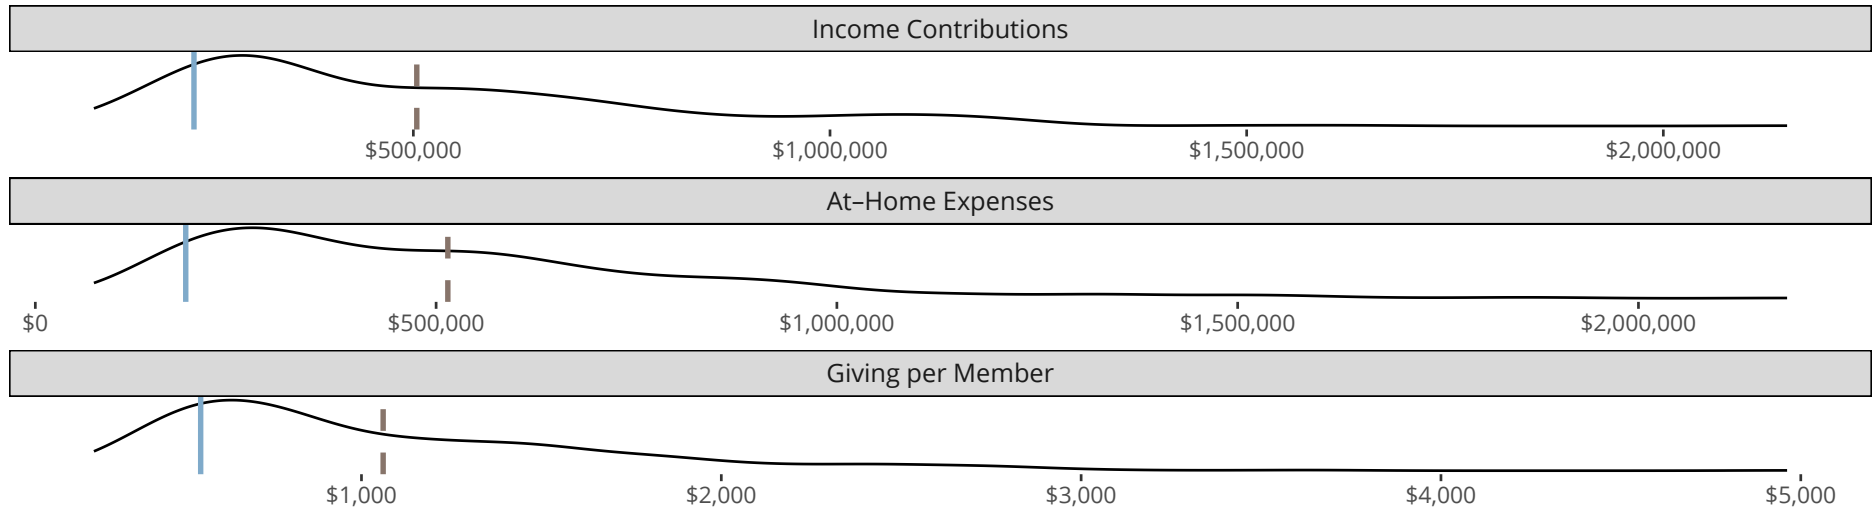 Income Contributions
$500,000 $1,000,000 $1,500,000 $2,000,000
At–Home Expenses
$0 $500,000 $1,000,000 $1,500,000 $2,000,000
Giving per Member
$1,000 $2,000 $3,000 $4,000 $5,000